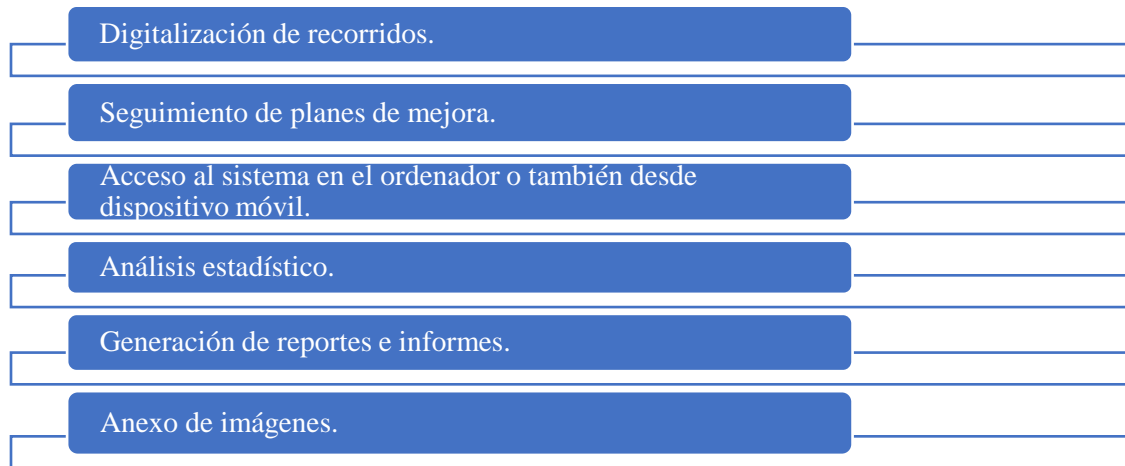 Digitalización de recorridos.
Seguimiento de planes de mejora.
Acceso al sistema en el ordenador o también desde
dispositivo móvil.
Análisis estadístico.
Generación de reportes e informes.
Anexo de imágenes.